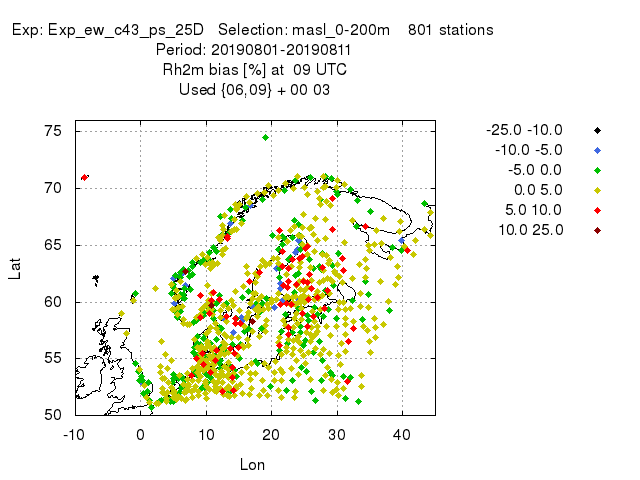 Exp: Exp_ew_c43_ps_25D Selection: masl_0-200m 801 stations
Period: 20190801-20190811
Rh2m bias [%] at 09 UTC
Used {06,09} + 00 03
-25.0 -10.0
-10.0 -5.0
-5.0 0.0
0.0 5.0
5.0 10.0
10.0 25.0
75
70
65
60
55
50
Lat
-10 0 10 20 30 40
Lon